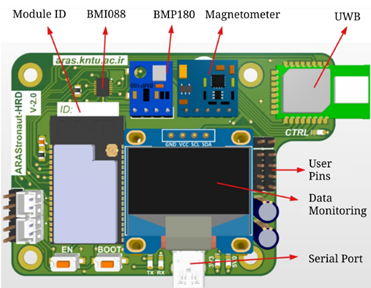 Module ID
BMI088
BMP180
Magnetometer
UWB
aras.kntu.ac.ir
ARAStronaut-HRD
V-2.0
ID:
CTRL
GND VCC SCL SDA
User
Pins
Data
Monitoring
Serial Port
EN
BOOT
TX RX